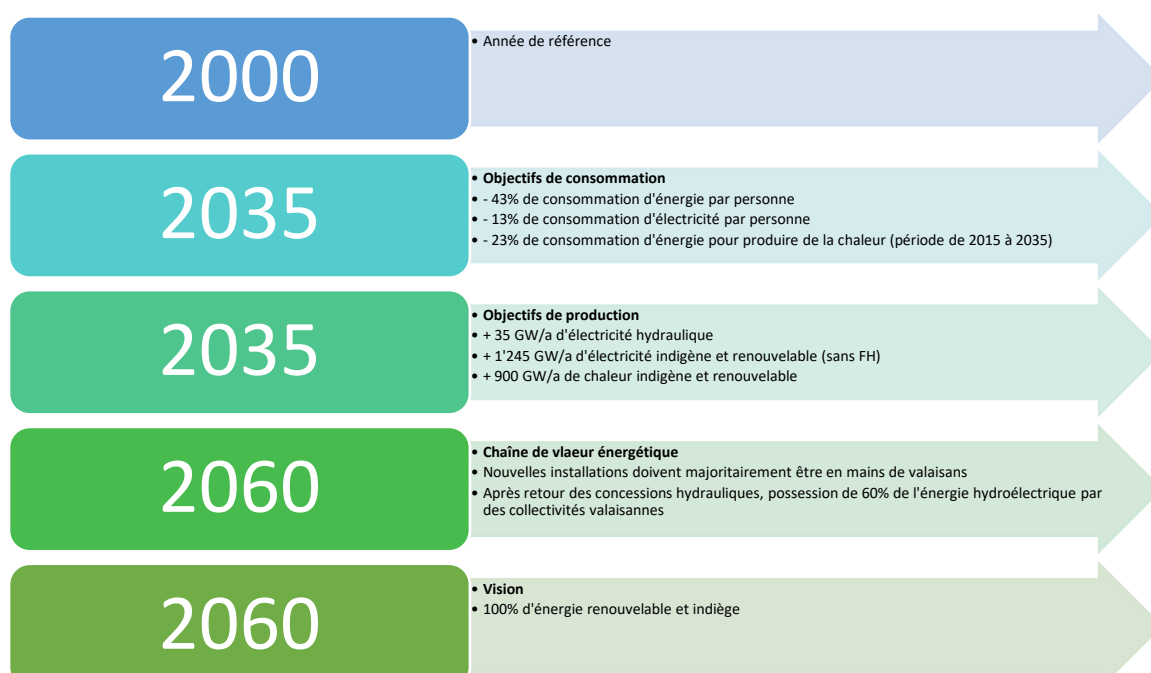 2000
• Année de référence
2035
• Objectifs de consommation
• - 43% de consommation d'énergie par personne
• - 13% de consommation d'électricité par personne
• - 23% de consommation d'énergie pour produire de la chaleur (période de 2015 à 2035)
2035
• Objectifs de production
• + 35 GW/a d'électricité hydraulique
• + 1'245 GW/a d'électricité indigène et renouvelable (sans FH)
• + 900 GW/a de chaleur indigène et renouvelable
2060
• Chaîne de vlaeur énergétique
• Nouvelles installations doivent majoritairement être en mains de valaisans
• Après retour des concessions hydrauliques, possession de 60% de l'énergie hydroélectrique par
des collectivités valaisannes
2060
• Vision
• 100% d'énergie renouvelable et indiège